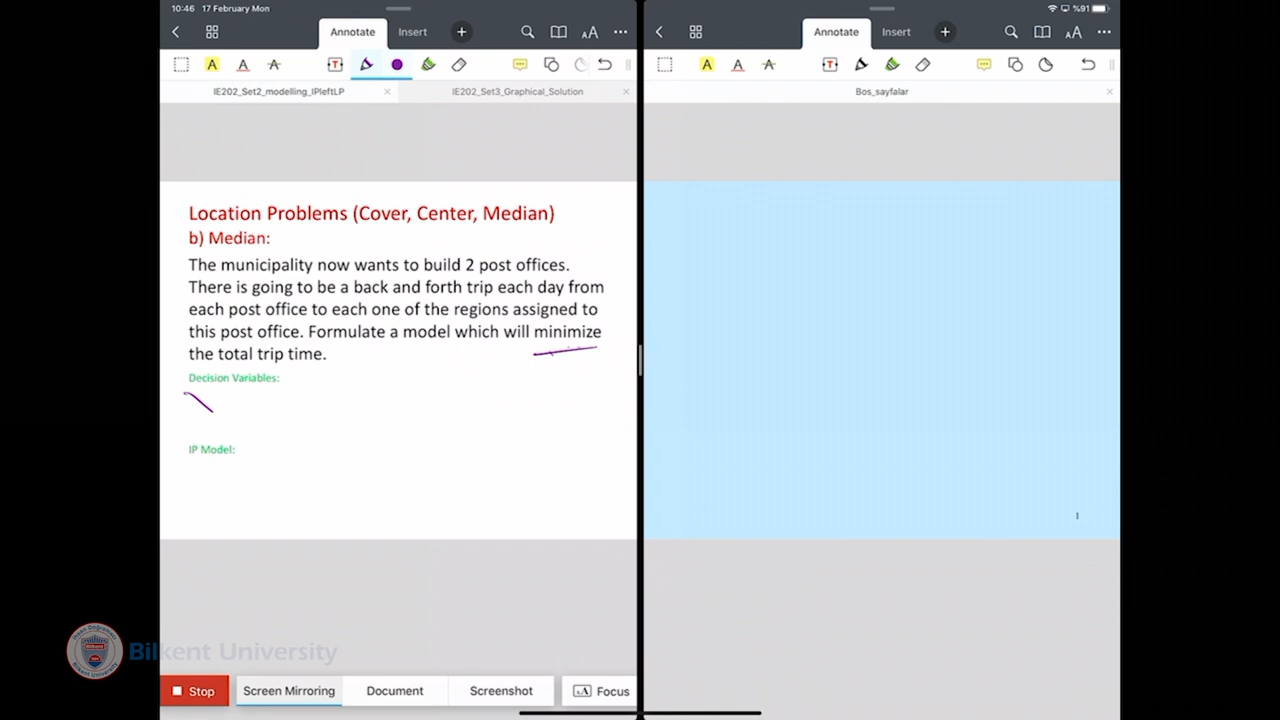 10:46 17 February Mon
%91
Annotate
Insert
Annotate
Insert
IE202_Set2_modelling_IPleftLP
IE202_Set3_Graphical_Solution
Bos_sayfalar
Location Problems (Cover, Center, Median)
b) Median:
The municipality now wants to build 2 post offices.
There is going to be a back and forth trip each day from
each post office to each one of the regions assigned to
this post office. Formulate a model which will minimize
the total trip time.
Decision Variables:
IP Model:
Bilkent University
Stop
Screen Mirroring
Document
Screenshot
Focus